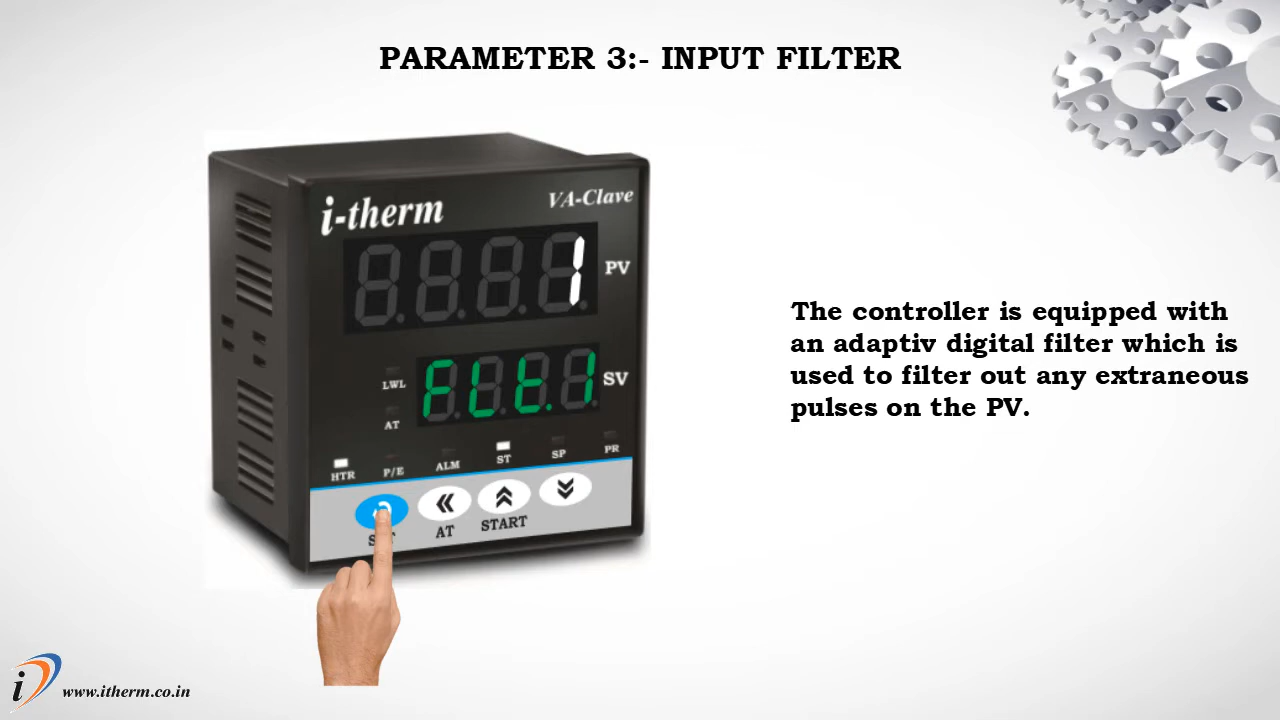 PARAMETER 3:- INPUT FILTER
i-therm
VA-Clave
1
PV
FLt.1
SV
LWL
AT
HTR
P/E
ALM
ST
SP
PR
AT
START
The controller is equipped with
an adaptiv digital filter which is
used to filter out any extraneous
pulses on the PV.
i
www.itherm.co.in